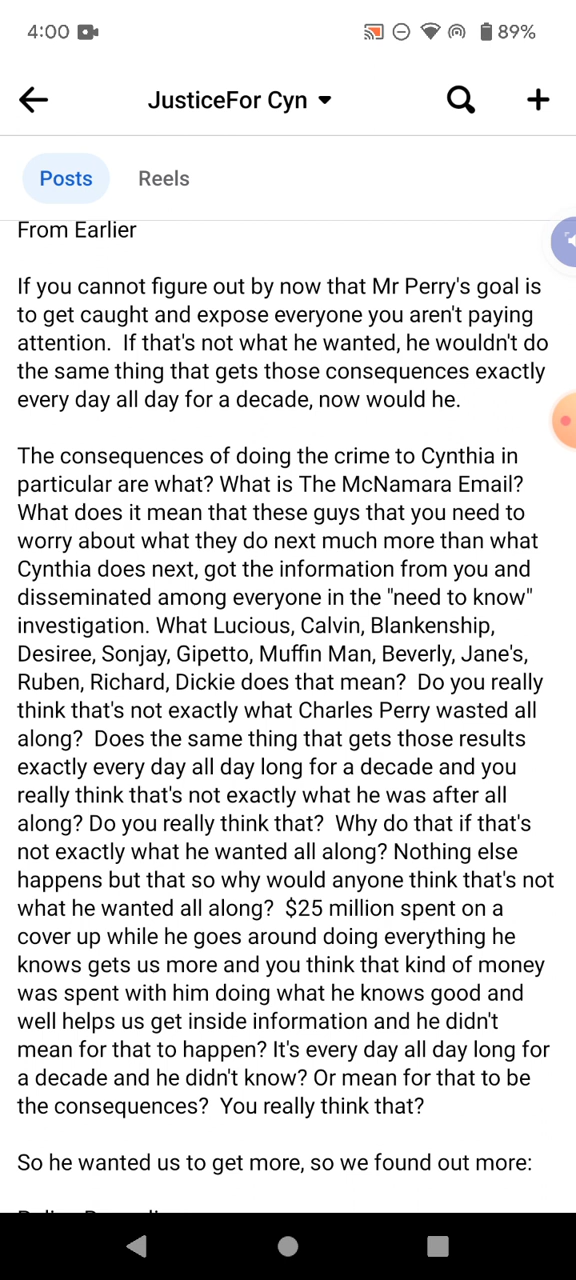 4:00
89%
JusticeFor Cyn
Posts
Reels
From Earlier
If you cannot figure out by now that Mr Perry's goal is
to get caught and expose everyone you aren't paying
attention.  If that's not what he wanted, he wouldn't do
the same thing that gets those consequences exactly
every day all day for a decade, now would he.
The consequences of doing the crime to Cynthia in
particular are what? What is The McNamara Email?
What does it mean that these guys that you need to
worry about what they do next much more than what
Cynthia does next, got the information from you and
disseminated among everyone in the "need to know"
investigation. What Lucious, Calvin, Blankenship,
Desiree, Sonjay, Gipetto, Muffin Man, Beverly, Jane's,
Ruben, Richard, Dickie does that mean?  Do you really
think that's not exactly what Charles Perry wasted all
along?  Does the same thing that gets those results
exactly every day all day long for a decade and you
really think that's not exactly what he was after all
along? Do you really think that?  Why do that if that's
not exactly what he wanted all along? Nothing else
happens but that so why would anyone think that's not
what he wanted all along?  $25 million spent on a
cover up while he goes around doing everything he
knows gets us more and you think that kind of money
was spent with him doing what he knows good and
well helps us get inside information and he didn't
mean for that to happen? It's every day all day long for
a decade and he didn't know? Or mean for that to be
the consequences?  You really think that?
So he wanted us to get more, so we found out more: